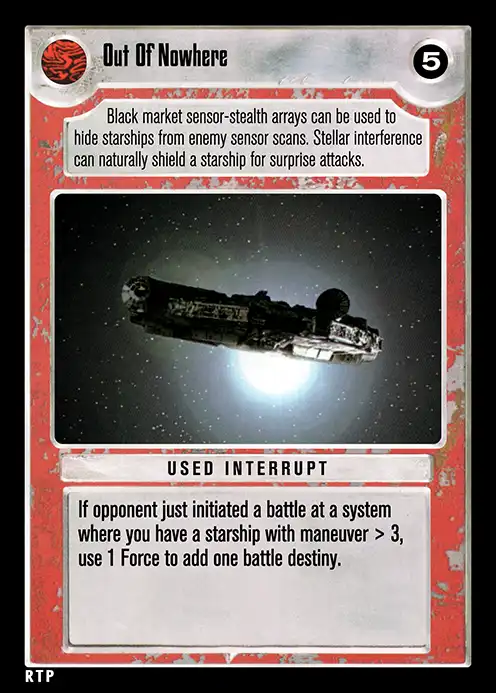 Out Of Nowhere
5
Black market sensor-stealth arrays can be used to
hide starships from enemy sensor scans. Stellar interference
can naturally shield a starship for surprise attacks.
USED INTERRUPT
If opponent just initiated a battle at a system
where you have a starship with maneuver > 3,
use 1 Force to add one battle destiny.
RTP